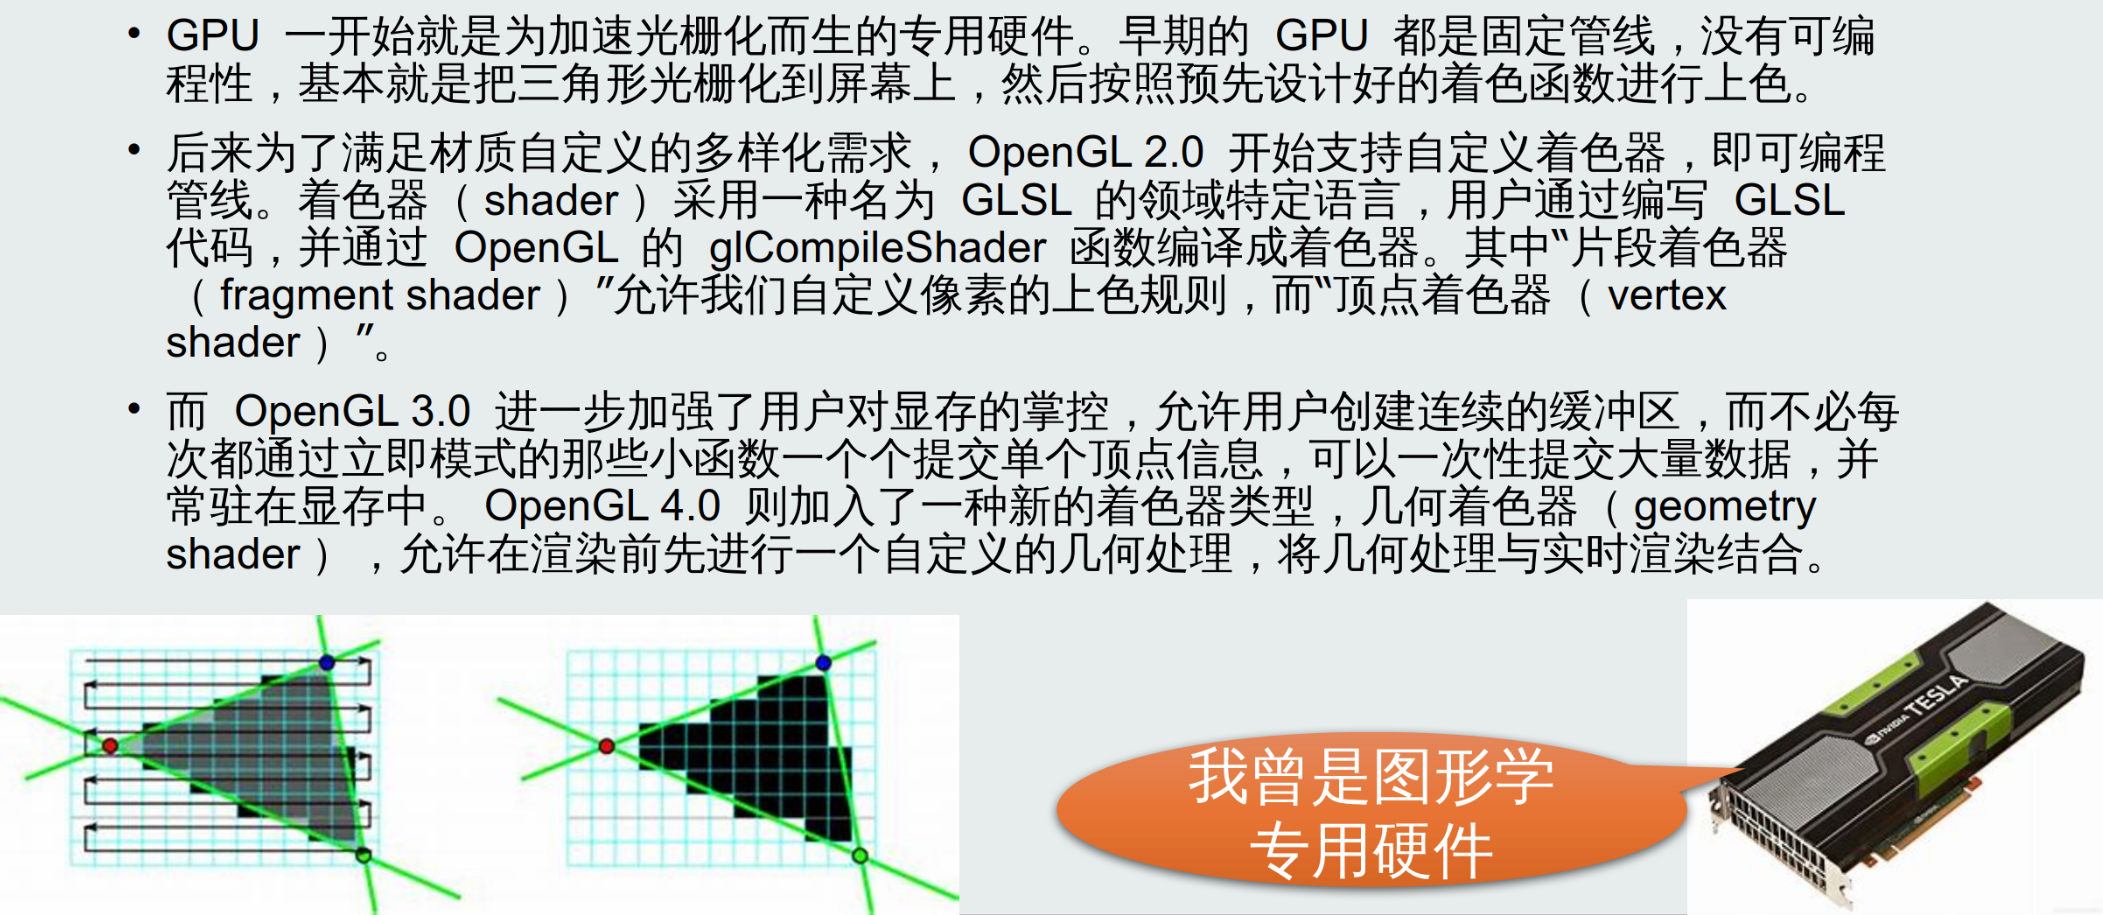 • GPU 一开始就是为加速光栅化而生的专用硬件。早期的 GPU 都是固定管线，没有可编
程性，基本就是把三角形光栅化到屏幕上，然后按照预先设计好的着色函数进行上色。
• 后来为了满足材质自定义的多样化需求， OpenGL 2.0 开始支持自定义着色器，即可编程
管线。着色器（ shader ）采用一种名为 GLSL 的领域特定语言，用户通过编写 GLSL
代码，并通过 OpenGL 的 glCompileShader 函数编译成着色器。其中“片段着色器
（ fragment shader ）”允许我们自定义像素的上色规则，而“顶点着色器（ vertex
shader ）”。
• 而 OpenGL 3.0 进一步加强了用户对显存的掌控，允许用户创建连续的缓冲区，而不必每
次都通过立即模式的那些小函数一个个提交单个顶点信息，可以一次性提交大量数据，并
常驻在显存中。 OpenGL 4.0 则加入了一种新的着色器类型，几何着色器（ geometry
shader ），允许在渲染前先进行一个自定义的几何处理，将几何处理与实时渲染结合。
我曾是图形学
专用硬件
NVIDIA TESLA